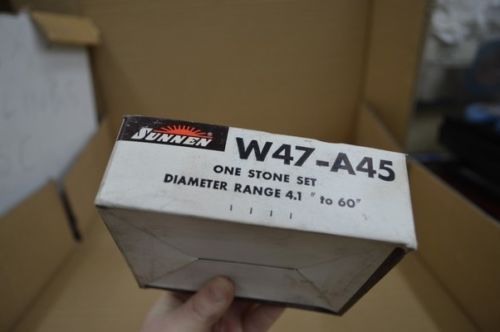 SUNNEN®
W47-A45
ONE STONE SET
DIAMETER RANGE 4.1 " to 60"